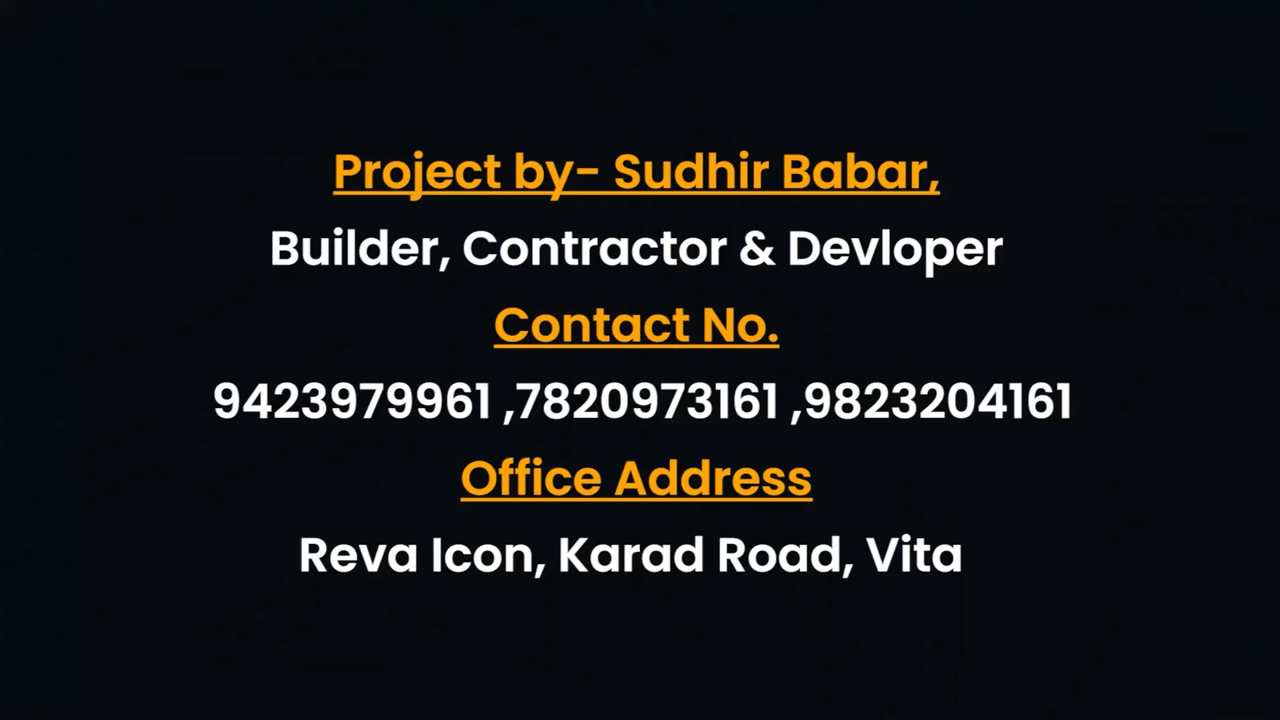 Project by- Sudhir Babar,
Builder, Contractor & Devloper
Contact No.
9423979961 ,7820973161 ,9823204161
Office Address
Reva Icon, Karad Road, Vita